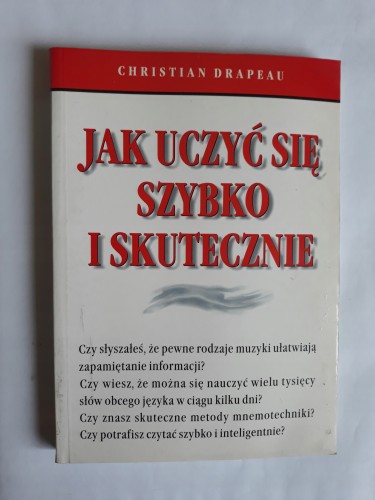 CHRISTIAN DRAPEAU
JAK UCZYĆ SIĘ
SZYBKO
I SKUTECZNIE
Czy słyszałeś, że pewne rodzaje muzyki ułatwiają
zapamiętanie informacji?
Czy wiesz, że można się nauczyć wielu tysięcy
słów obcego języka w ciągu kilku dni?
Czy znasz skuteczne metody mnemotechniki?
Czy potrafisz czytać szybko i inteligentnie?